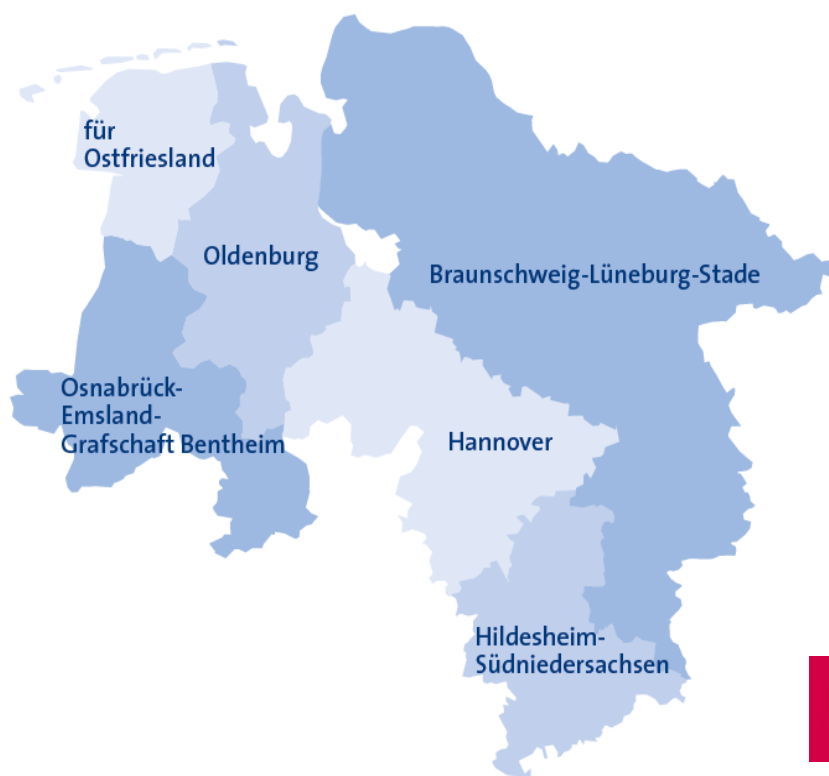 für
Ostfriesland
Oldenburg
Braunschweig-Lüneburg-Stade
Osnabrück-
Emsland-
Grafschaft Bentheim
Hannover
Hildesheim-
Südniedersachsen